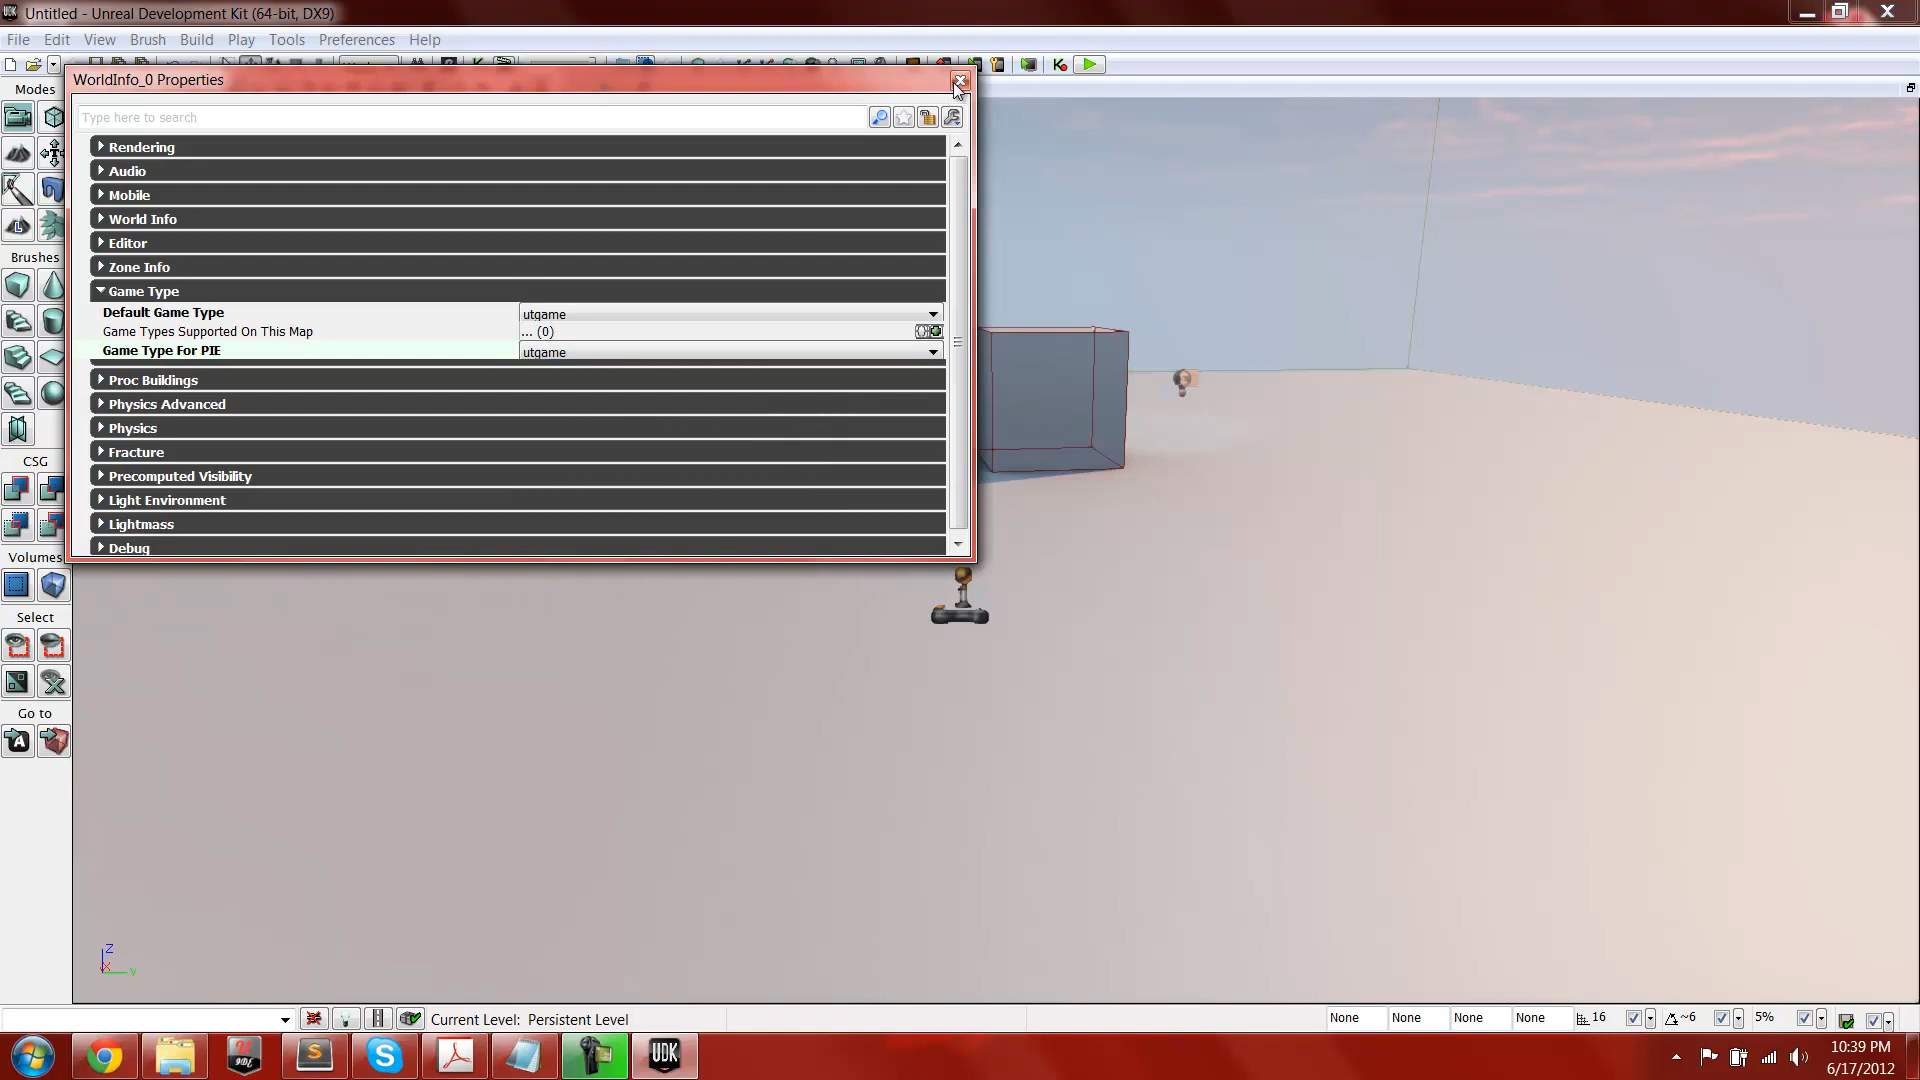 Untitled - Unreal Development Kit (64-bit, DX9)
File Edit View Brush Build Play Tools Preferences Help
WorldInfo_0 Properties
Modes
Type here to search
Rendering
Audio
Mobile
World Info
Editor
Zone Info
Game Type
Default Game Type utgame
Game Types Supported On This Map ... (0)
Game Type For PIE utgame
Proc Buildings
Physics Advanced
Physics
Fracture
Precomputed Visibility
Light Environment
Lightmass
Debug
Brushes
CSG
Volumes
Select
Go to
Z
X
Y
Current Level: Persistent Level
None None None None 16 ~6 5%
UDK
10:39 PM
6/17/2012